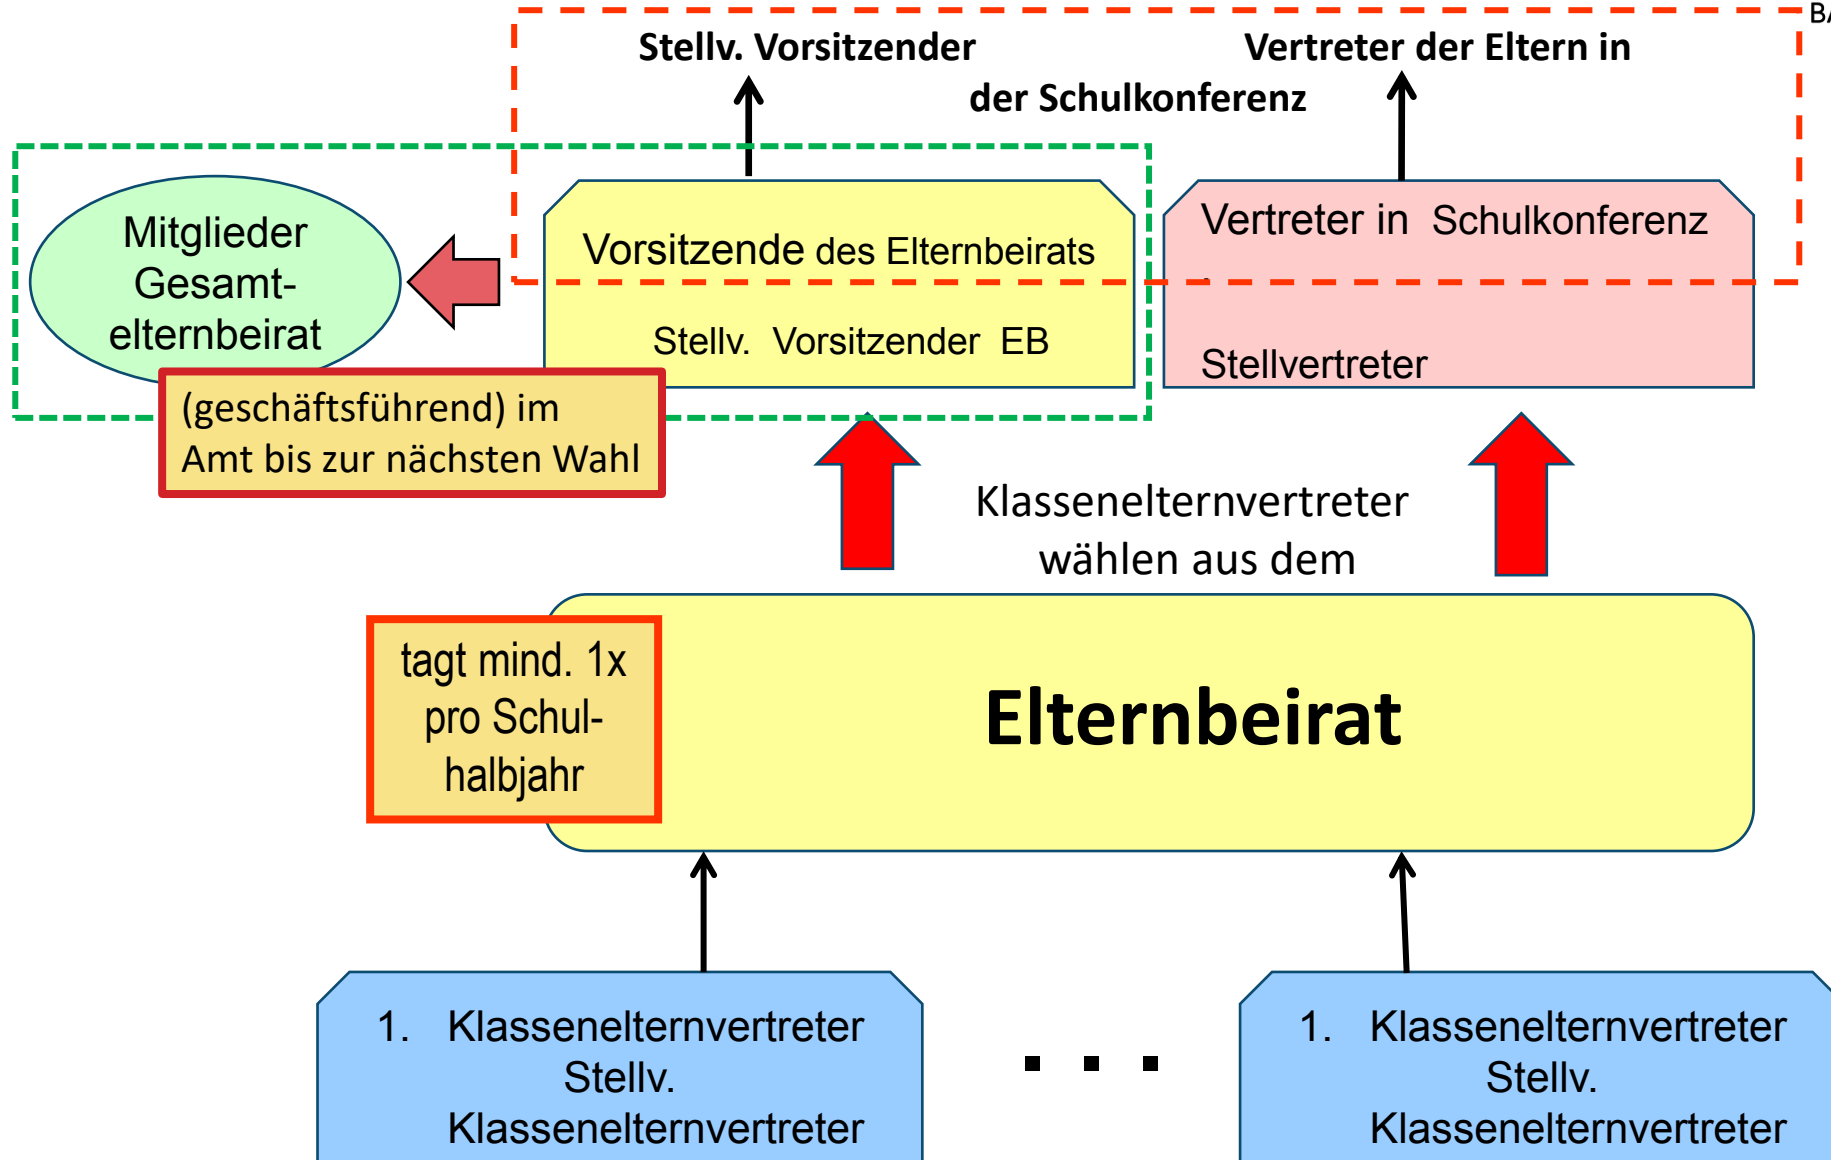 Stellv. Vorsitzender
Vertreter der Eltern in
der Schulkonferenz
Mitglieder
Gesamt-
elternbeirat
Vorsitzende des Elternbeirats
Stellv. Vorsitzender EB
Vertreter in Schulkonferenz
Stellvertreter
(geschäftsführend) im
Amt bis zur nächsten Wahl
Klassenelternvertreter
wählen aus dem
tagt mind. 1x
pro Schul-
halbjahr
Elternbeirat
1. Klassenelternvertreter
Stellv.
Klassenelternvertreter
. . .
1. Klassenelternvertreter
Stellv.
Klassenelternvertreter